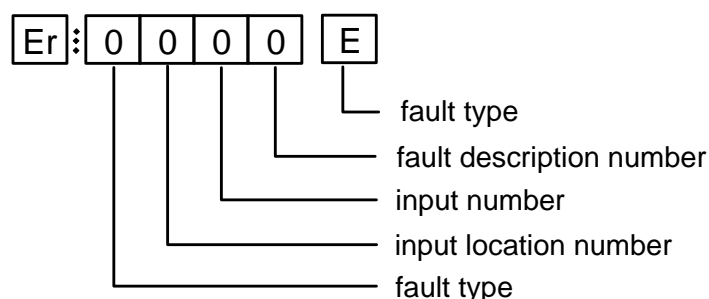 Er 0 0 0 0 E
fault type
fault description number
input number
input location number
fault type